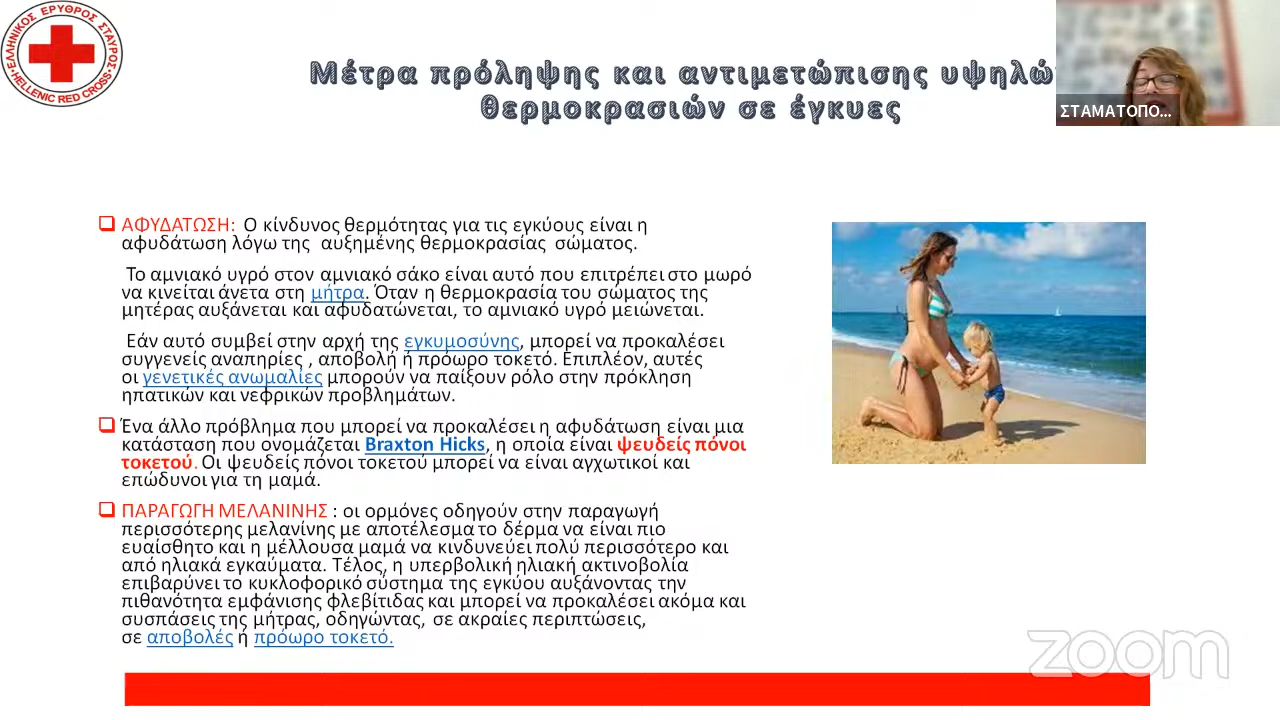 ΕΛΛΗΝΙΚΟΣ ΕΡΥΘΡΟΣ ΣΤΑΥΡΟΣ
HELLENIC RED CROSS
Μέτρα πρόληψης και αντιμετώπισης υψηλώ
θερμοκρασιών σε έγκυες
ΣΤΑΜΑΤΟΠΟ...
ΑΦΥΔΑΤΩΣΗ: Ο κίνδυνος θερμότητας για τις εγκύους είναι η
αφυδάτωση λόγω της αυξημένης θερμοκρασίας σώματος.
Το αμνιακό υγρό στον αμνιακό σάκο είναι αυτό που επιτρέπει στο μωρό
να κινείται άνετα στη μήτρα. Όταν η θερμοκρασία του σώματος της
μητέρας αυξάνεται και αφυδατώνεται, το αμνιακό υγρό μειώνεται.
Εάν αυτό συμβεί στην αρχή της εγκυμοσύνης, μπορεί να προκαλέσει
συγγενείς αναπηρίες , αποβολή ή πρόωρο τοκετό. Επιπλέον, αυτές
οι γενετικές ανωμαλίες μπορούν να παίξουν ρόλο στην πρόκληση
ηπατικών και νεφρικών προβλημάτων.
Ένα άλλο πρόβλημα που μπορεί να προκαλέσει η αφυδάτωση είναι μια
κατάσταση που ονομάζεται Braxton Hicks, η οποία είναι ψευδείς πόνοι
τοκετού. Οι ψευδείς πόνοι τοκετού μπορεί να είναι αγχωτικοί και
επώδυνοι για τη μαμά.
ΠΑΡΑΓΩΓΗ ΜΕΛΑΝΙΝΗΣ : οι ορμόνες οδηγούν στην παραγωγή
περισσότερης μελανίνης με αποτέλεσμα το δέρμα να είναι πιο
ευαίσθητο και η μέλλουσα μαμά να κινδυνεύει πολύ περισσότερο και
από ηλιακά εγκαύματα. Τέλος, η υπερβολική ηλιακή ακτινοβολία
επιβαρύνει το κυκλοφορικό σύστημα της εγκύου αυξάνοντας την
πιθανότητα εμφάνισης φλεβίτιδας και μπορεί να προκαλέσει ακόμα και
συσπάσεις της μήτρας, οδηγώντας, σε ακραίες περιπτώσεις,
σε αποβολές ή πρόωρο τοκετό.
zoom